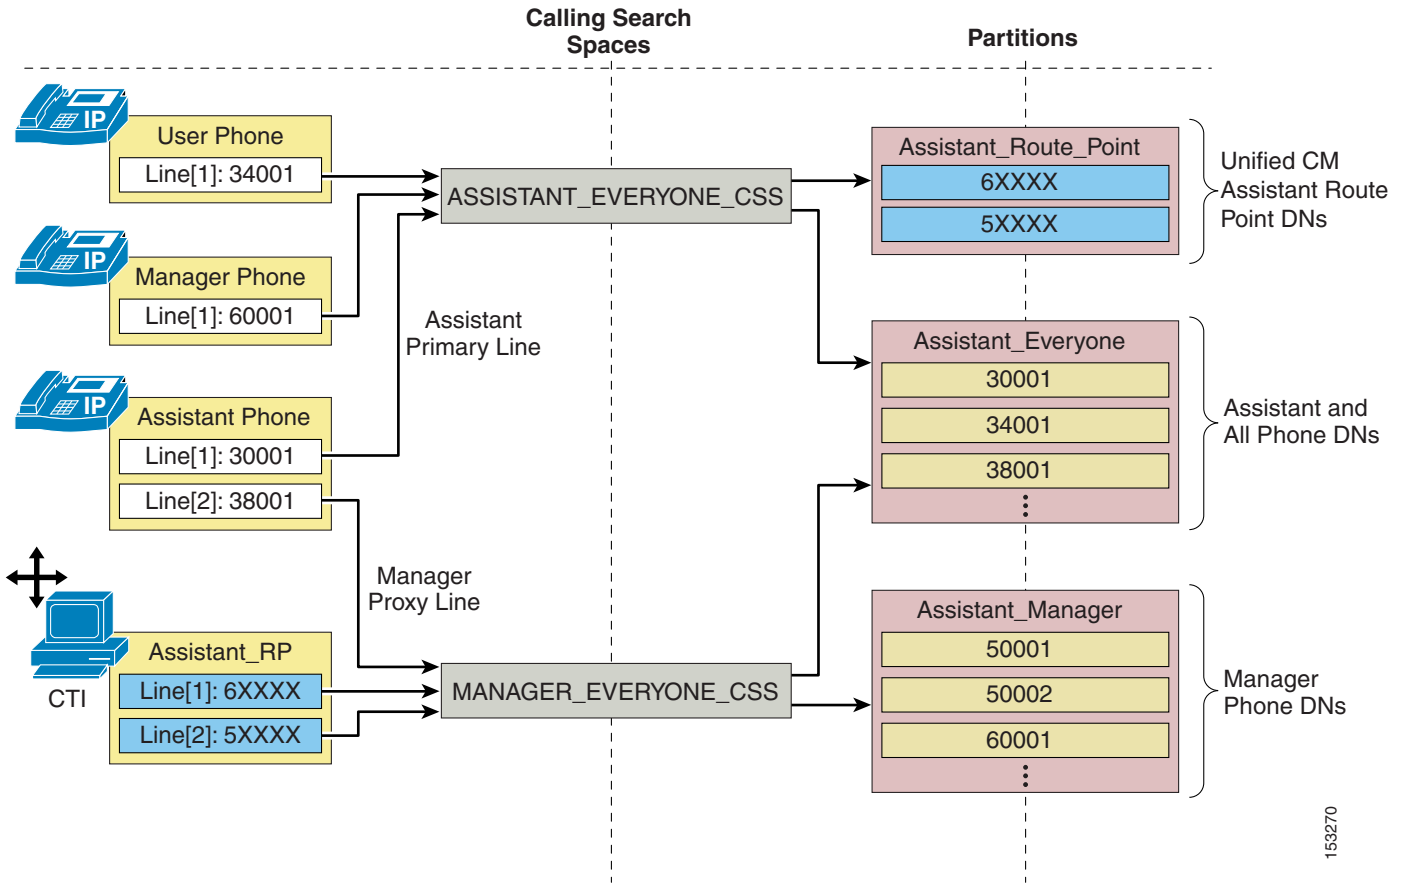 Calling Search
Spaces
Partitions
IP
User Phone
Line[1]: 34001
IP
Manager Phone
Line[1]: 60001
IP
Assistant Phone
Line[1]: 30001
Line[2]: 38001
CTI
Assistant_RP
Line[1]: 6XXXX
Line[2]: 5XXXX
Assistant
Primary Line
Manager
Proxy Line
ASSISTANT_EVERYONE_CSS
MANAGER_EVERYONE_CSS
Assistant_Route_Point
6XXXX
5XXXX
Unified CM
Assistant Route
Point DNs
Assistant_Everyone
30001
34001
38001
Assistant and
All Phone DNs
Assistant_Manager
50001
50002
60001
Manager
Phone DNs
153270